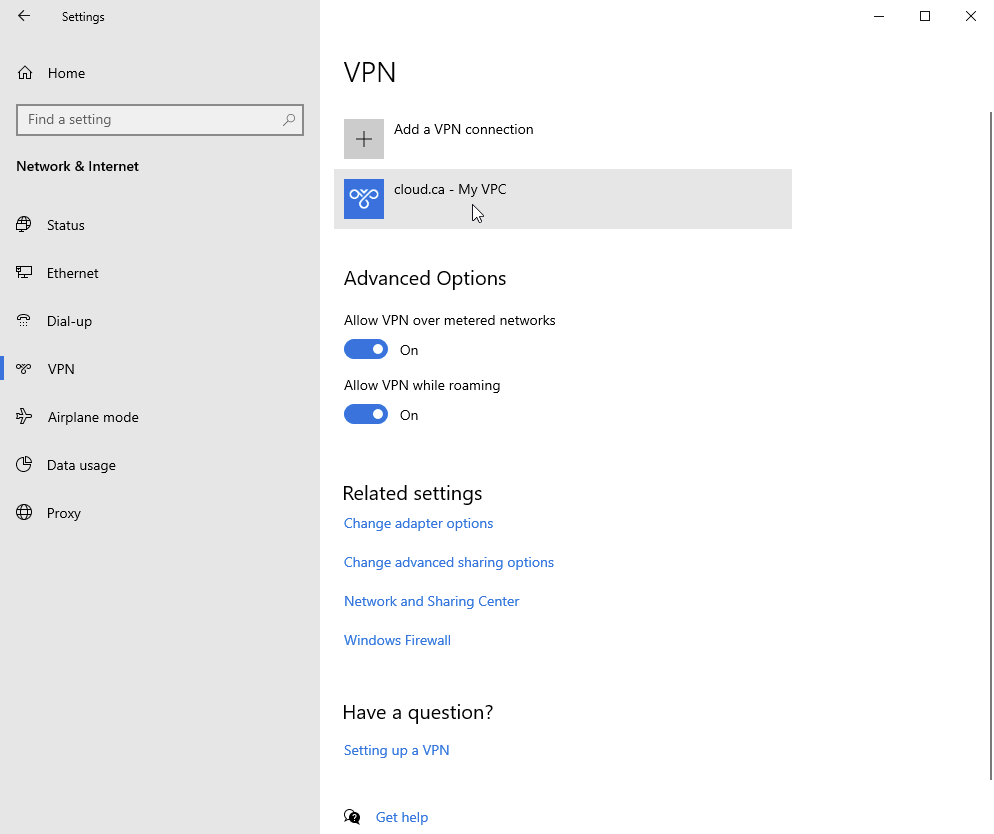 Settings
Home
Find a setting
Network & Internet
Status
Ethernet
Dial-up
VPN
Airplane mode
Data usage
Proxy
VPN
Add a VPN connection
cloud.ca - My VPC
Advanced Options
Allow VPN over metered networks
On
Allow VPN while roaming
On
Related settings
Change adapter options
Change advanced sharing options
Network and Sharing Center
Windows Firewall
Have a question?
Setting up a VPN
Get help